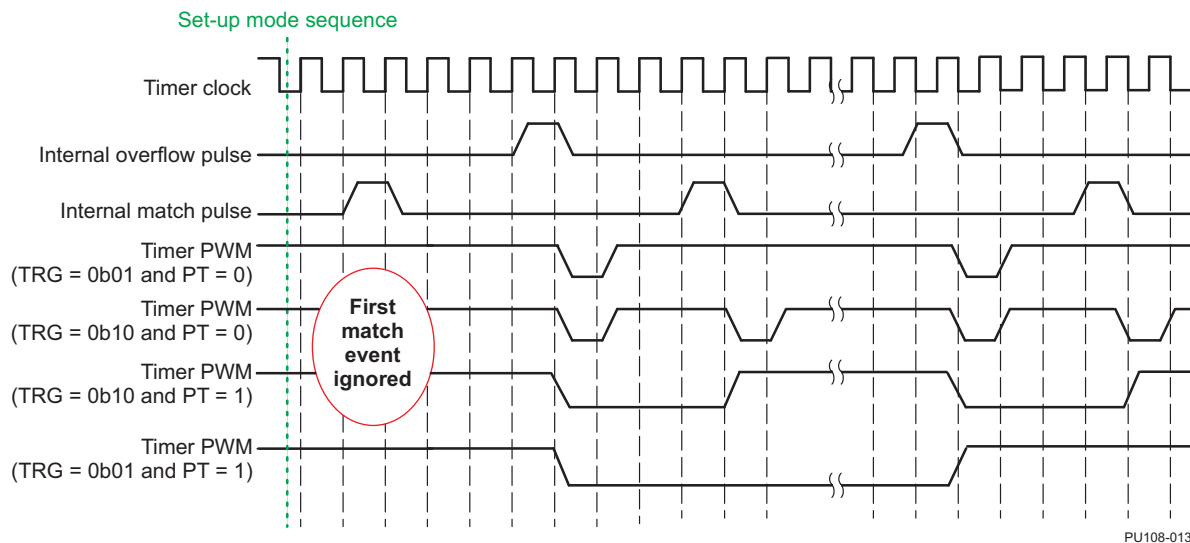 Set-up mode sequence
Timer clock
Internal overflow pulse
Internal match pulse
Timer PWM
(TRG = 0b01 and PT = 0)
Timer PWM
(TRG = 0b10 and PT = 0)
First
match
event
ignored
Timer PWM
(TRG = 0b10 and PT = 1)
Timer PWM
(TRG = 0b01 and PT = 1)
PU108-013